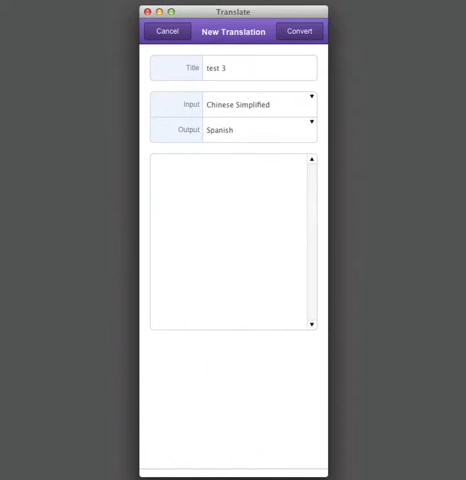 Translate
Cancel
New Translation
Convert
Title
test 3
Input
Chinese Simplified
Output
Spanish